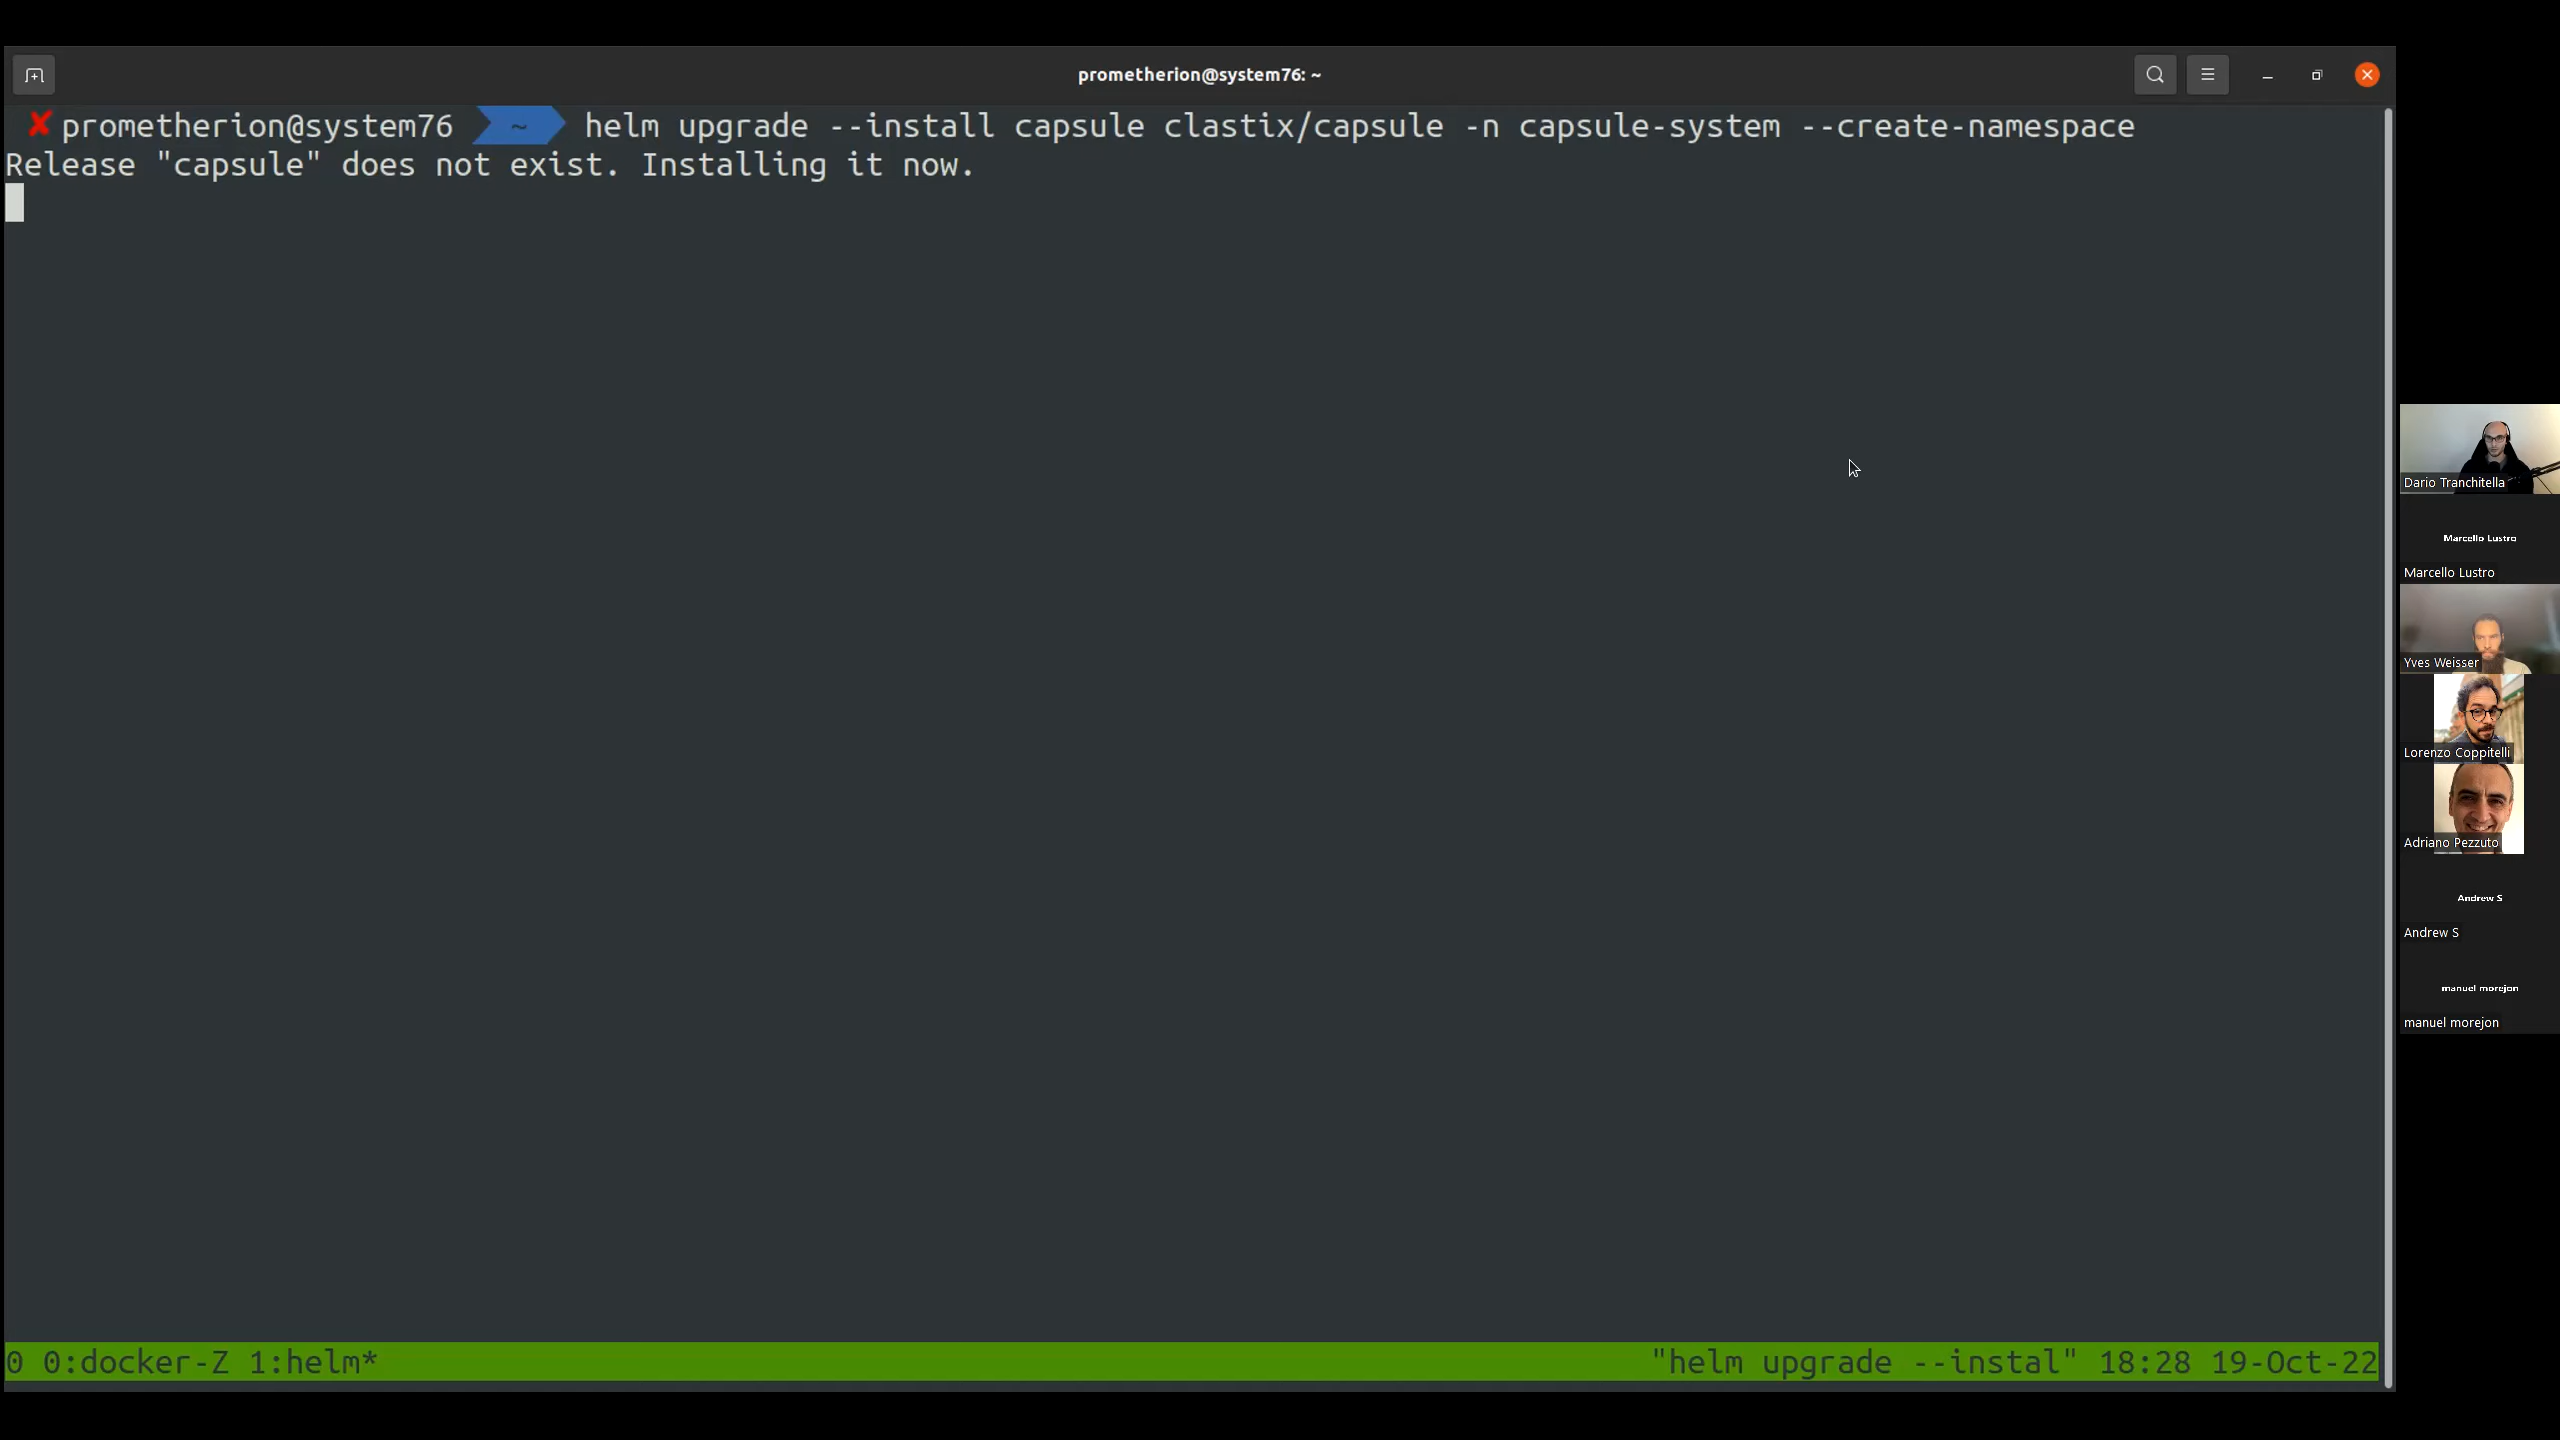 prometherion@system76: ~
✘ prometherion@system76 ~ helm upgrade --install capsule clastix/capsule -n capsule-system --create-namespace
Release "capsule" does not exist. Installing it now.
Dario Tranchitella
Marcello Lustro
Marcello Lustro
Yves Weisser
Lorenzo Coppitelli
Adriano Pezzuto
Andrew S
Andrew S
manuel morejon
manuel morejon
0 0:docker-Z 1:helm* "helm upgrade --instal" 18:28 19-Oct-22